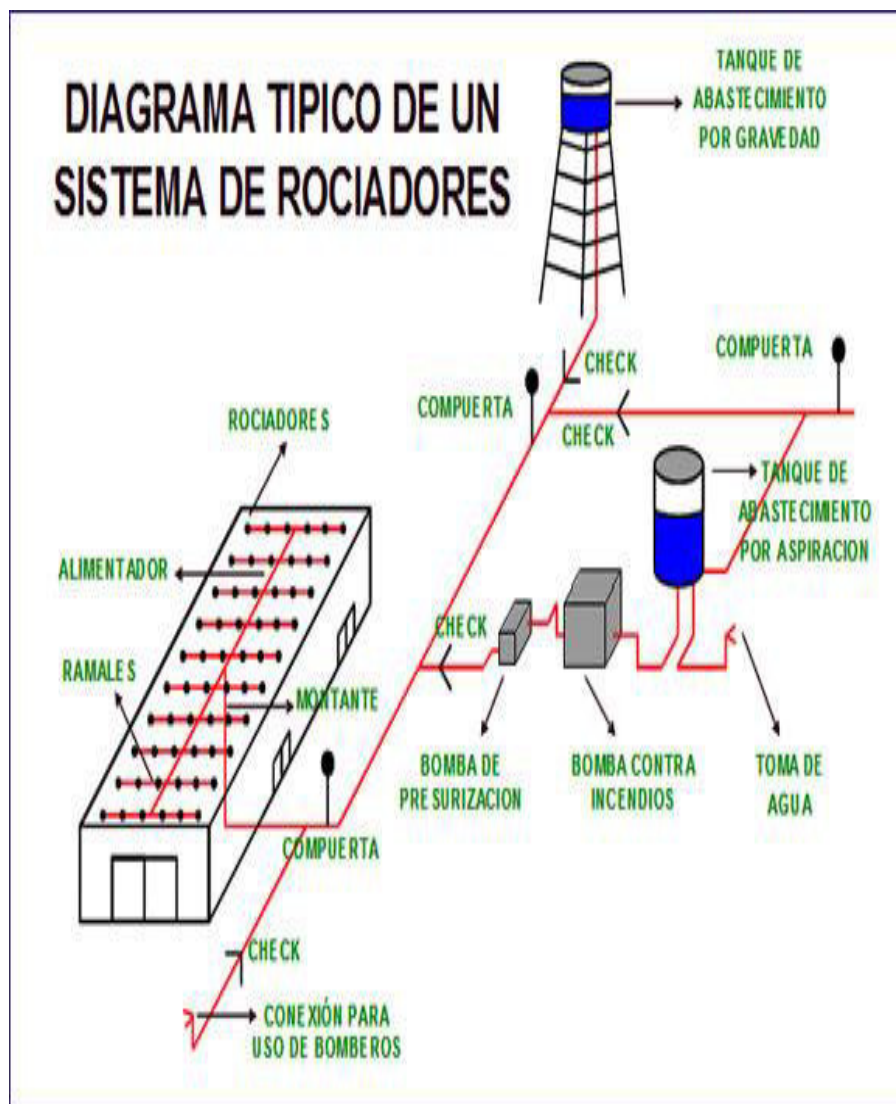 DIAGRAMA TIPICO DE UN
SISTEMA DE ROCIADORES
TANQUE DE
ABASTECIMIENTO
POR GRAVEDAD
CHECK
COMPUERTA
COMPUERTA
CHECK
ROCIADORES
TANQUE DE
ABASTECIMIENTO
POR ASPIRACION
ALIMENTADOR
CHECK
RAMALES
MONTANTE
BOMBA DE
PRESURIZACION
BOMBA CONTRA
INCENDIOS
TOMA DE
AGUA
COMPUERTA
CHECK
CONEXIÓN PARA
USO DE BOMBEROS